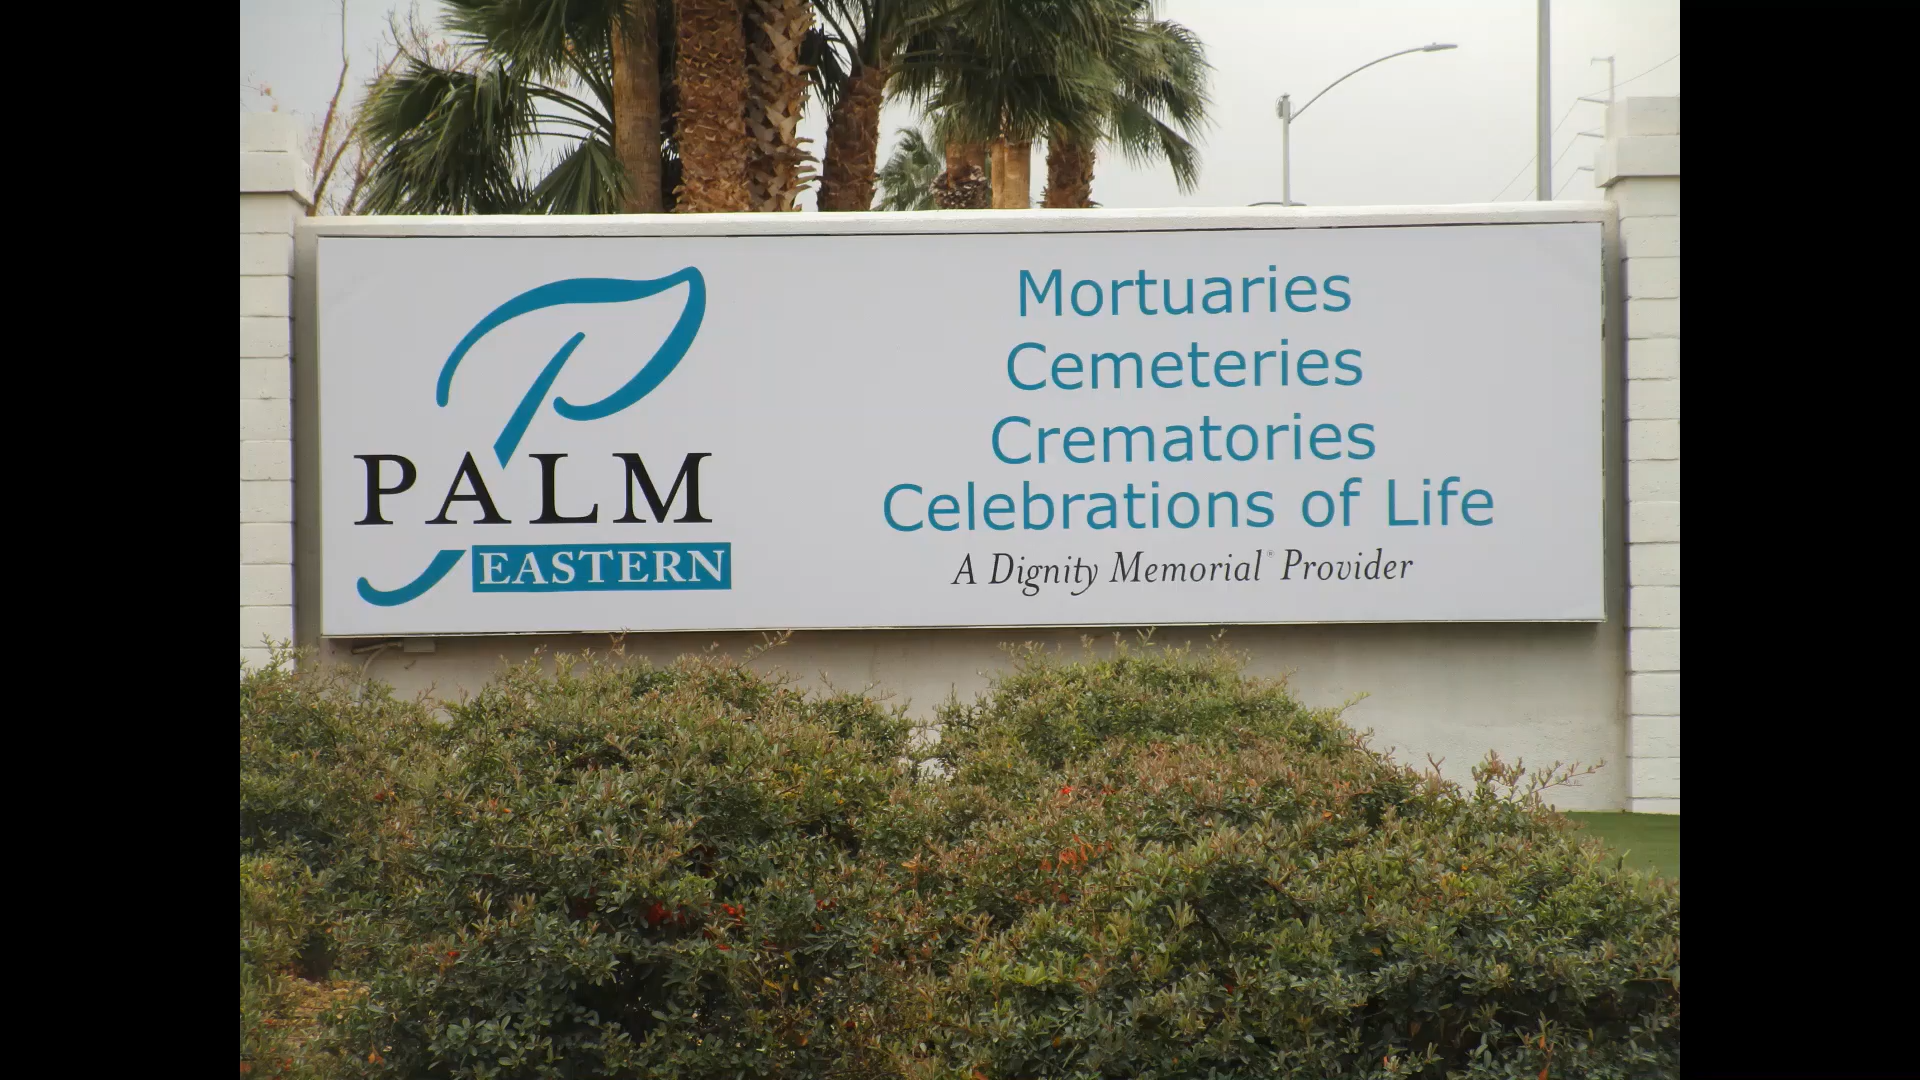 PALM
EASTERN
Mortuaries
Cemeteries
Crematories
Celebrations of Life
A Dignity Memorial® Provider